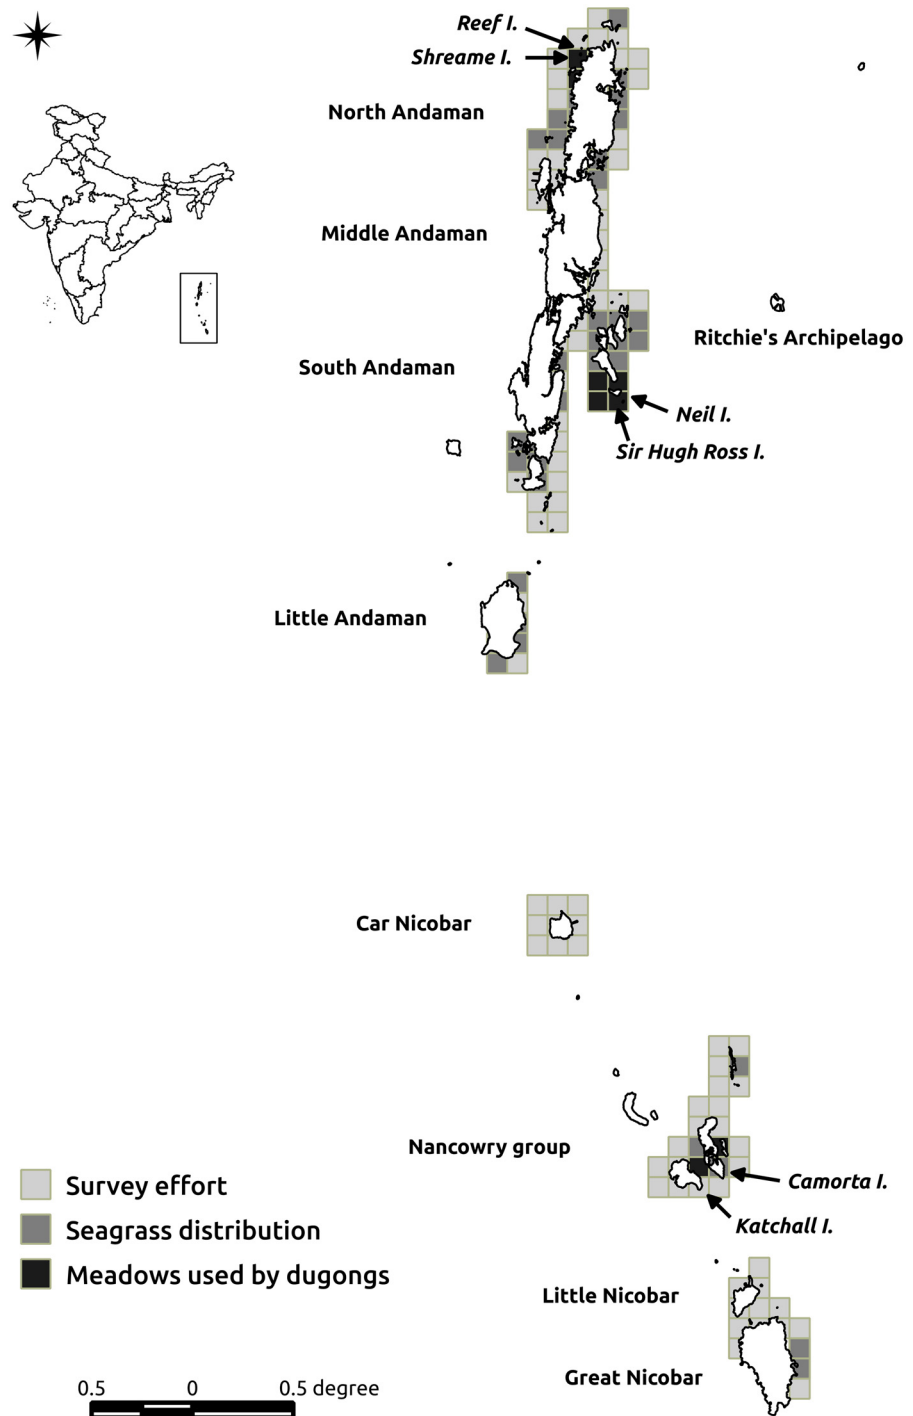 Reef I.
Shreame I.
North Andaman
Middle Andaman
Ritchie's Archipelago
South Andaman
Neil I.
Sir Hugh Ross I.
Little Andaman
Car Nicobar
Nancowry group
Camorta I.
Katchall I.
Survey effort
Seagrass distribution
Meadows used by dugongs
Little Nicobar
Great Nicobar
0.5 0 0.5 degree